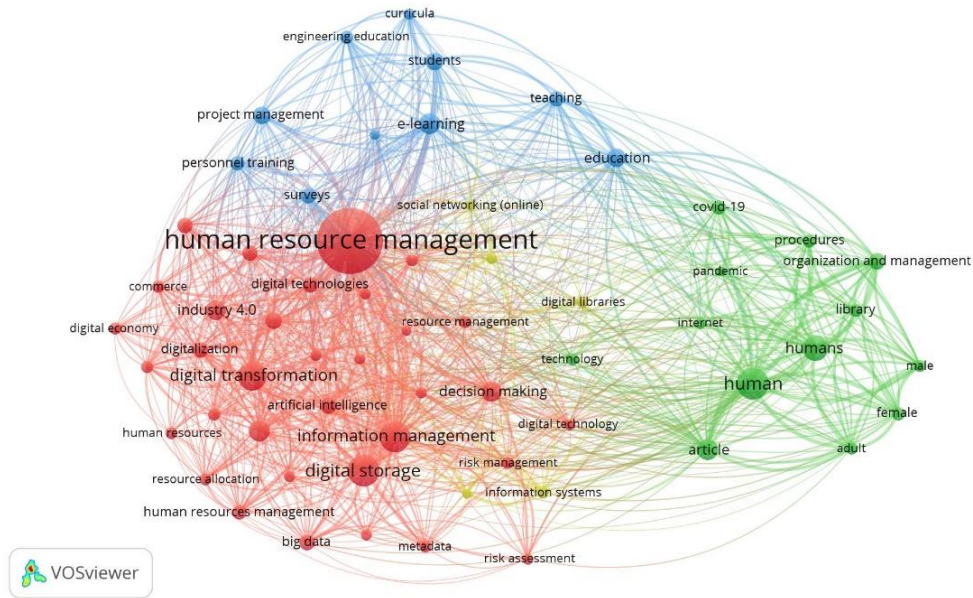 curricula
engineering education
students
teaching
project management
e-learning
education
personnel training
surveys
social networking (online)
covid-19
human resource management
procedures
organization and management
pandemic
commerce
digital technologies
digital libraries
industry 4.0
resource management
internet
library
digital economy
digitalization
technology
humans
male
digital transformation
human
decision making
artificial intelligence
female
digital technology
human resources
information management
article
adult
digital storage
risk management
resource allocation
information systems
human resources management
big data
metadata
risk assessment
VOSviewer